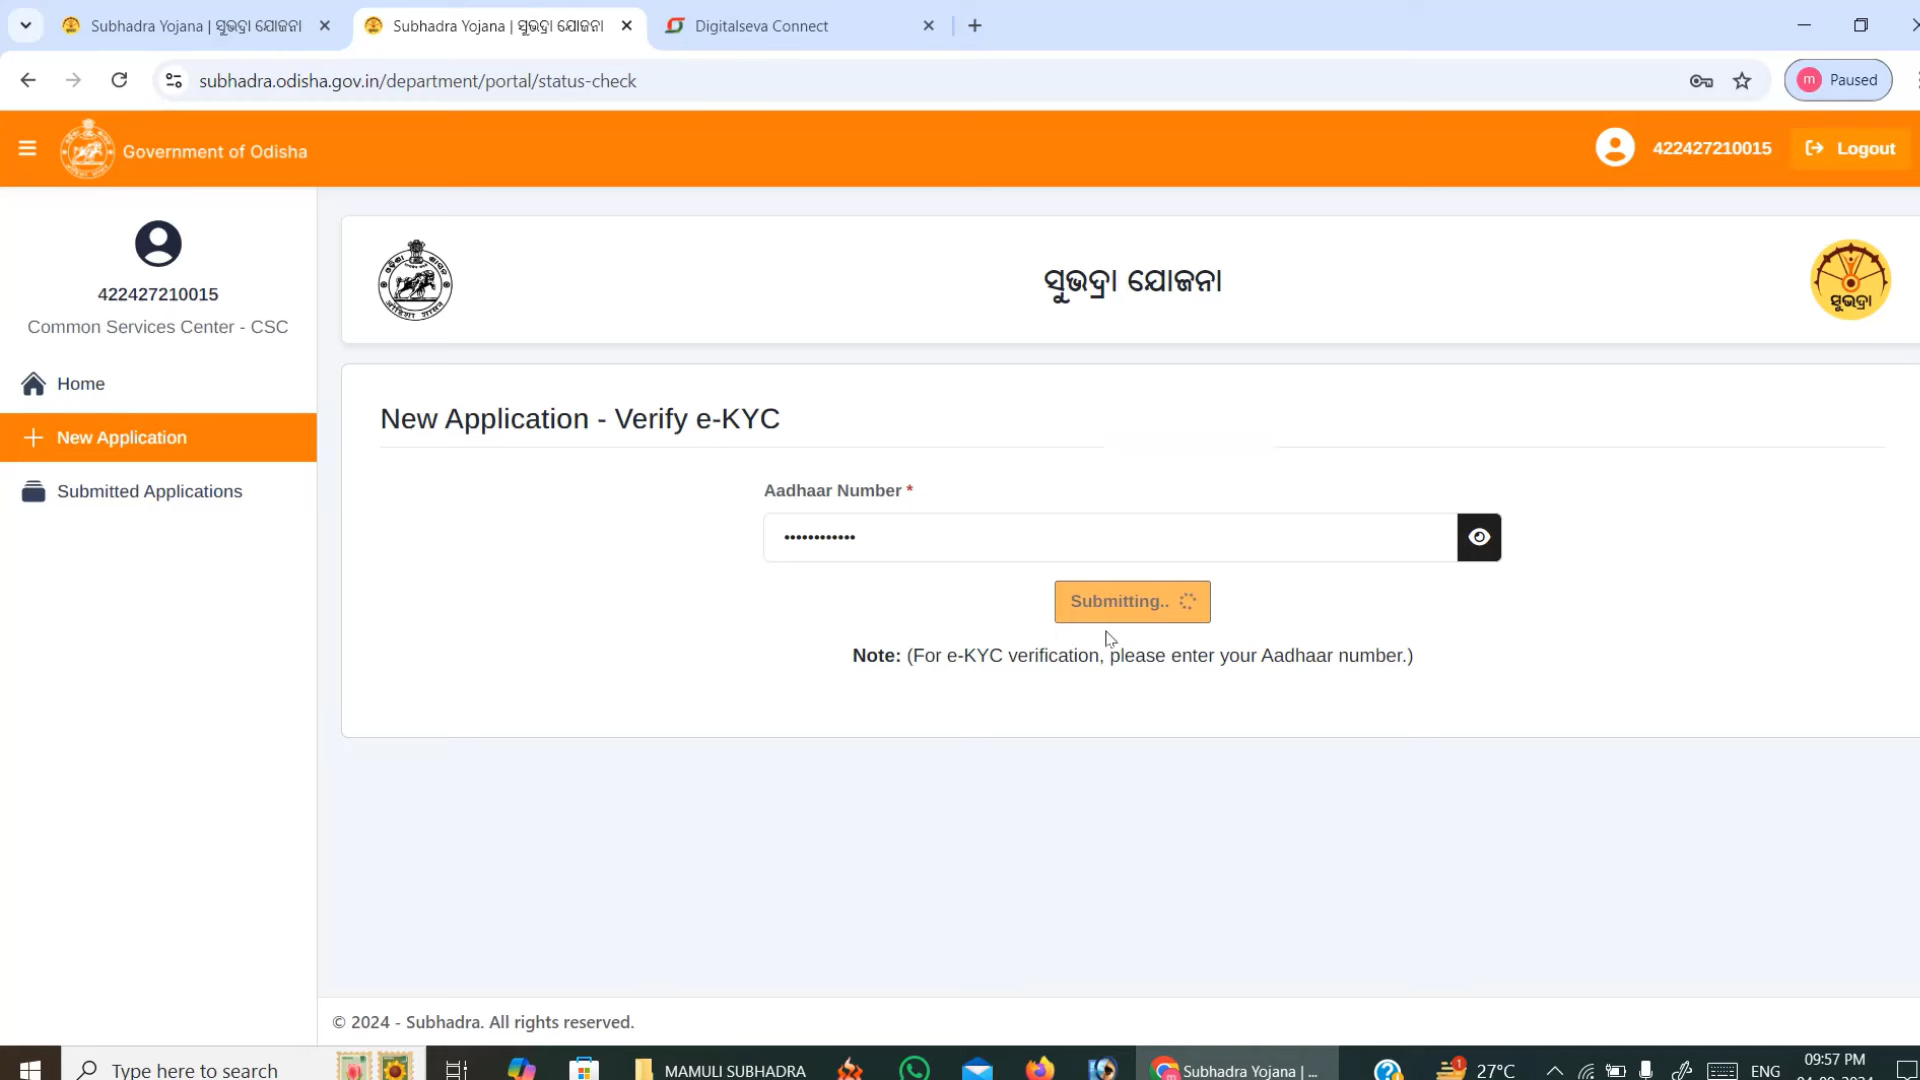 Subhadra Yojana | ସୁଭଦ୍ରା ଯୋଜନା
Subhadra Yojana | ସୁଭଦ୍ରା ଯୋଜନା
Digitalseva Connect
subhadra.odisha.gov.in/department/portal/status-check
m Paused
Government of Odisha
422427210015
Logout
422427210015
Common Services Center - CSC
Home
New Application
Submitted Applications
ସୁଭଦ୍ରା ଯୋଜନା
ସୁଭଦ୍ରା
New Application - Verify e-KYC
Aadhaar Number *
••••••••••••
Submitting..
Note: (For e-KYC verification, please enter your Aadhaar number.)
© 2024 - Subhadra. All rights reserved.
Type here to search
MAMULI SUBHADRA
Subhadra Yojana | ...
1
27°C
ENG
09:57 PM